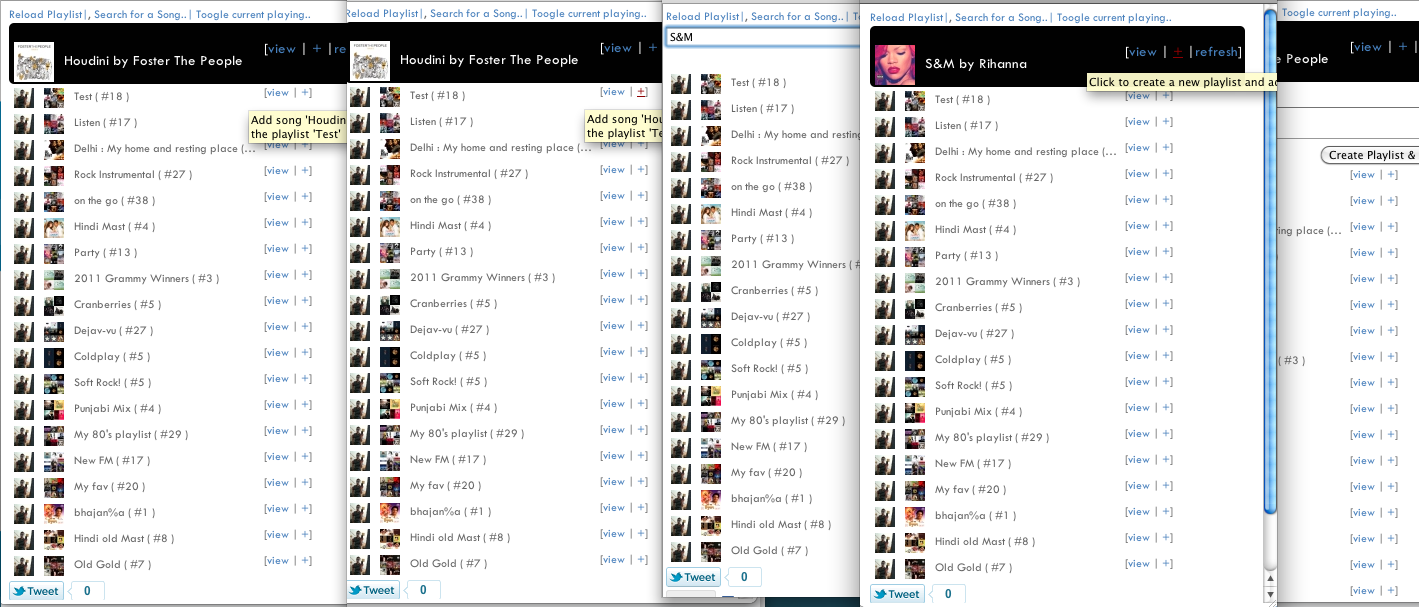 Reload Playlist|, Search for a Song..| Toogle current playing..
Houdini by Foster The People
[view | + |re
Test ( #18 ) [view | +]
Add song 'Houdin
the playlist 'Test'
Listen ( #17 )
Delhi : My home and resting place (... [view | +]
Rock Instrumental ( #27 ) [view | +]
on the go ( #38 ) [view | +]
Hindi Mast ( #4 ) [view | +]
Party ( #13 ) [view | +]
2011 Grammy Winners ( #3 ) [view | +]
Cranberries ( #5 ) [view | +]
Dejav-vu ( #27 ) [view | +]
Coldplay ( #5 ) [view | +]
Soft Rock! ( #5 ) [view | +]
Punjabi Mix ( #4 ) [view | +]
My 80's playlist ( #29 ) [view | +]
New FM ( #17 ) [view | +]
My fav ( #20 ) [view | +]
bhajan%a ( #1 ) [view | +]
Hindi old Mast ( #8 ) [view | +]
Old Gold ( #7 ) [view | +]
Tweet 0
Reload Playlist|, Search for a Song..| Toogle current playing..
Houdini by Foster The People
[view | +
Test ( #18 ) [view | +]
Add song 'Hou
the playlist 'Te
Listen ( #17 )
Delhi : My home and resting place (... [view | +]
Rock Instrumental ( #27 ) [view | +]
on the go ( #38 ) [view | +]
Hindi Mast ( #4 ) [view | +]
Party ( #13 ) [view | +]
2011 Grammy Winners ( #3 ) [view | +]
Cranberries ( #5 ) [view | +]
Dejav-vu ( #27 ) [view | +]
Coldplay ( #5 ) [view | +]
Soft Rock! ( #5 ) [view | +]
Punjabi Mix ( #4 ) [view | +]
My 80's playlist ( #29 ) [view | +]
New FM ( #17 ) [view | +]
My fav ( #20 ) [view | +]
bhajan%a ( #1 ) [view | +]
Hindi old Mast ( #8 ) [view | +]
Old Gold ( #7 ) [view | +]
Tweet 0
Reload Playlist|, Search for a Song..| T
S&M
Test ( #18 )
Listen ( #17 )
Delhi : My home and resting
Rock Instrumental ( #27 )
on the go ( #38 )
Hindi Mast ( #4 )
Party ( #13 )
2011 Grammy Winners ( #
Cranberries ( #5 )
Dejav-vu ( #27 )
Coldplay ( #5 )
Soft Rock! ( #5 )
Punjabi Mix ( #4 )
My 80's playlist ( #29 )
New FM ( #17 )
My fav ( #20 )
bhajan%a ( #1 )
Hindi old Mast ( #8 )
Old Gold ( #7 )
Tweet 0
Reload Playlist|, Search for a Song..| Toogle current playing..
S&M by Rihanna
[view | + |refresh]
Click to create a new playlist and ad
Test ( #18 ) [view | +]
Listen ( #17 ) [view | +]
Delhi : My home and resting place (... [view | +]
Rock Instrumental ( #27 ) [view | +]
on the go ( #38 ) [view | +]
Hindi Mast ( #4 ) [view | +]
Party ( #13 ) [view | +]
2011 Grammy Winners ( #3 ) [view | +]
Cranberries ( #5 ) [view | +]
Dejav-vu ( #27 ) [view | +]
Coldplay ( #5 ) [view | +]
Soft Rock! ( #5 ) [view | +]
Punjabi Mix ( #4 ) [view | +]
My 80's playlist ( #29 ) [view | +]
New FM ( #17 ) [view | +]
My fav ( #20 ) [view | +]
bhajan%a ( #1 ) [view | +]
Hindi old Mast ( #8 ) [view | +]
Old Gold ( #7 ) [view | +]
Tweet 0
Toogle current playing..
e People
[view | +
Create Playlist &
[view | +]
[view | +]
ing place (... [view | +]
[view | +]
[view | +]
[view | +]
[view | +]
( #3 ) [view | +]
[view | +]
[view | +]
[view | +]
[view | +]
[view | +]
[view | +]
[view | +]
[view | +]
[view | +]